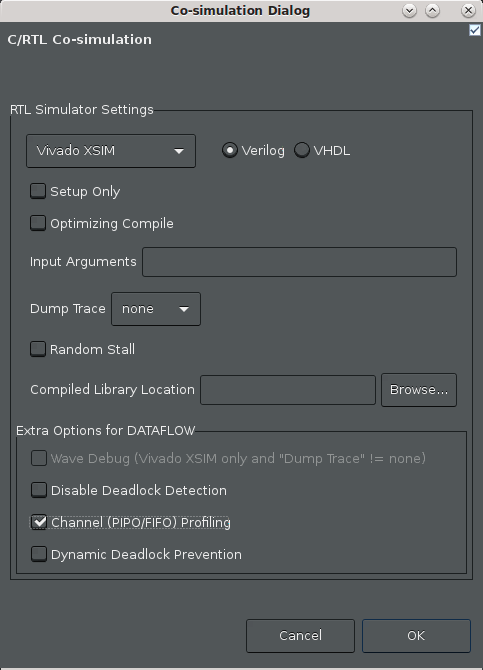 Co-simulation Dialog
C/RTL Co-simulation
RTL Simulator Settings
Vivado XSIM Verilog VHDL
Setup Only
Optimizing Compile
Input Arguments
Dump Trace none
Random Stall
Compiled Library Location Browse...
Extra Options for DATAFLOW
Wave Debug (Vivado XSIM only and "Dump Trace" != none)
Disable Deadlock Detection
Channel (PIPO/FIFO) Profiling
Dynamic Deadlock Prevention
Cancel OK